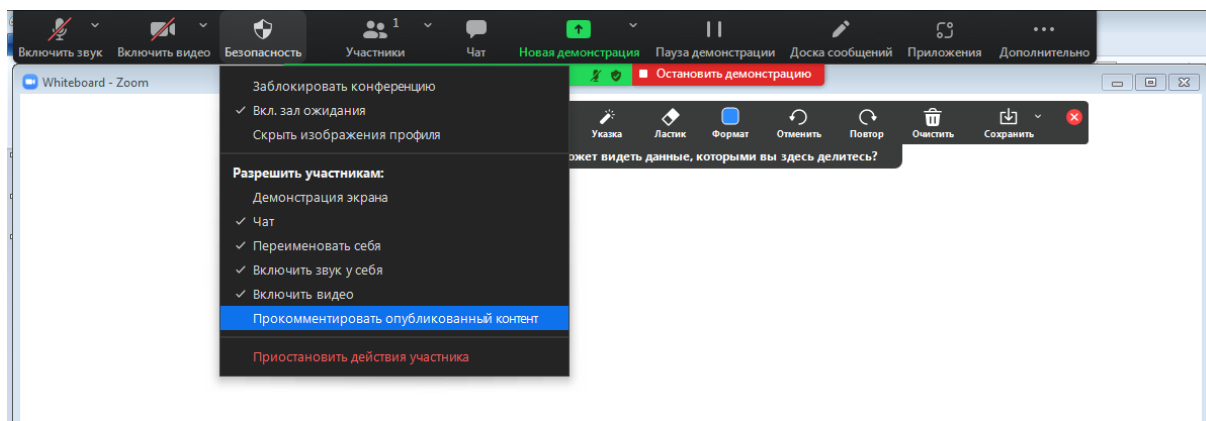 1
Включить звук Включить видео Безопасность Участники Чат Новая демонстрация Пауза демонстрации Доска сообщений Приложения Дополнительно
Whiteboard - Zoom
Остановить демонстрацию
Заблокировать конференцию
Вкл. зал ожидания
Скрыть изображения профиля
Указка Ластик Формат Отменить Повтор Очистить Сохранить
видеть данные, которыми вы здесь делитесь?
Разрешить участникам:
Демонстрация экрана
Чат
Переименовать себя
Включить звук у себя
Включить видео
Прокомментировать опубликованный контент
Приостановить действия участника